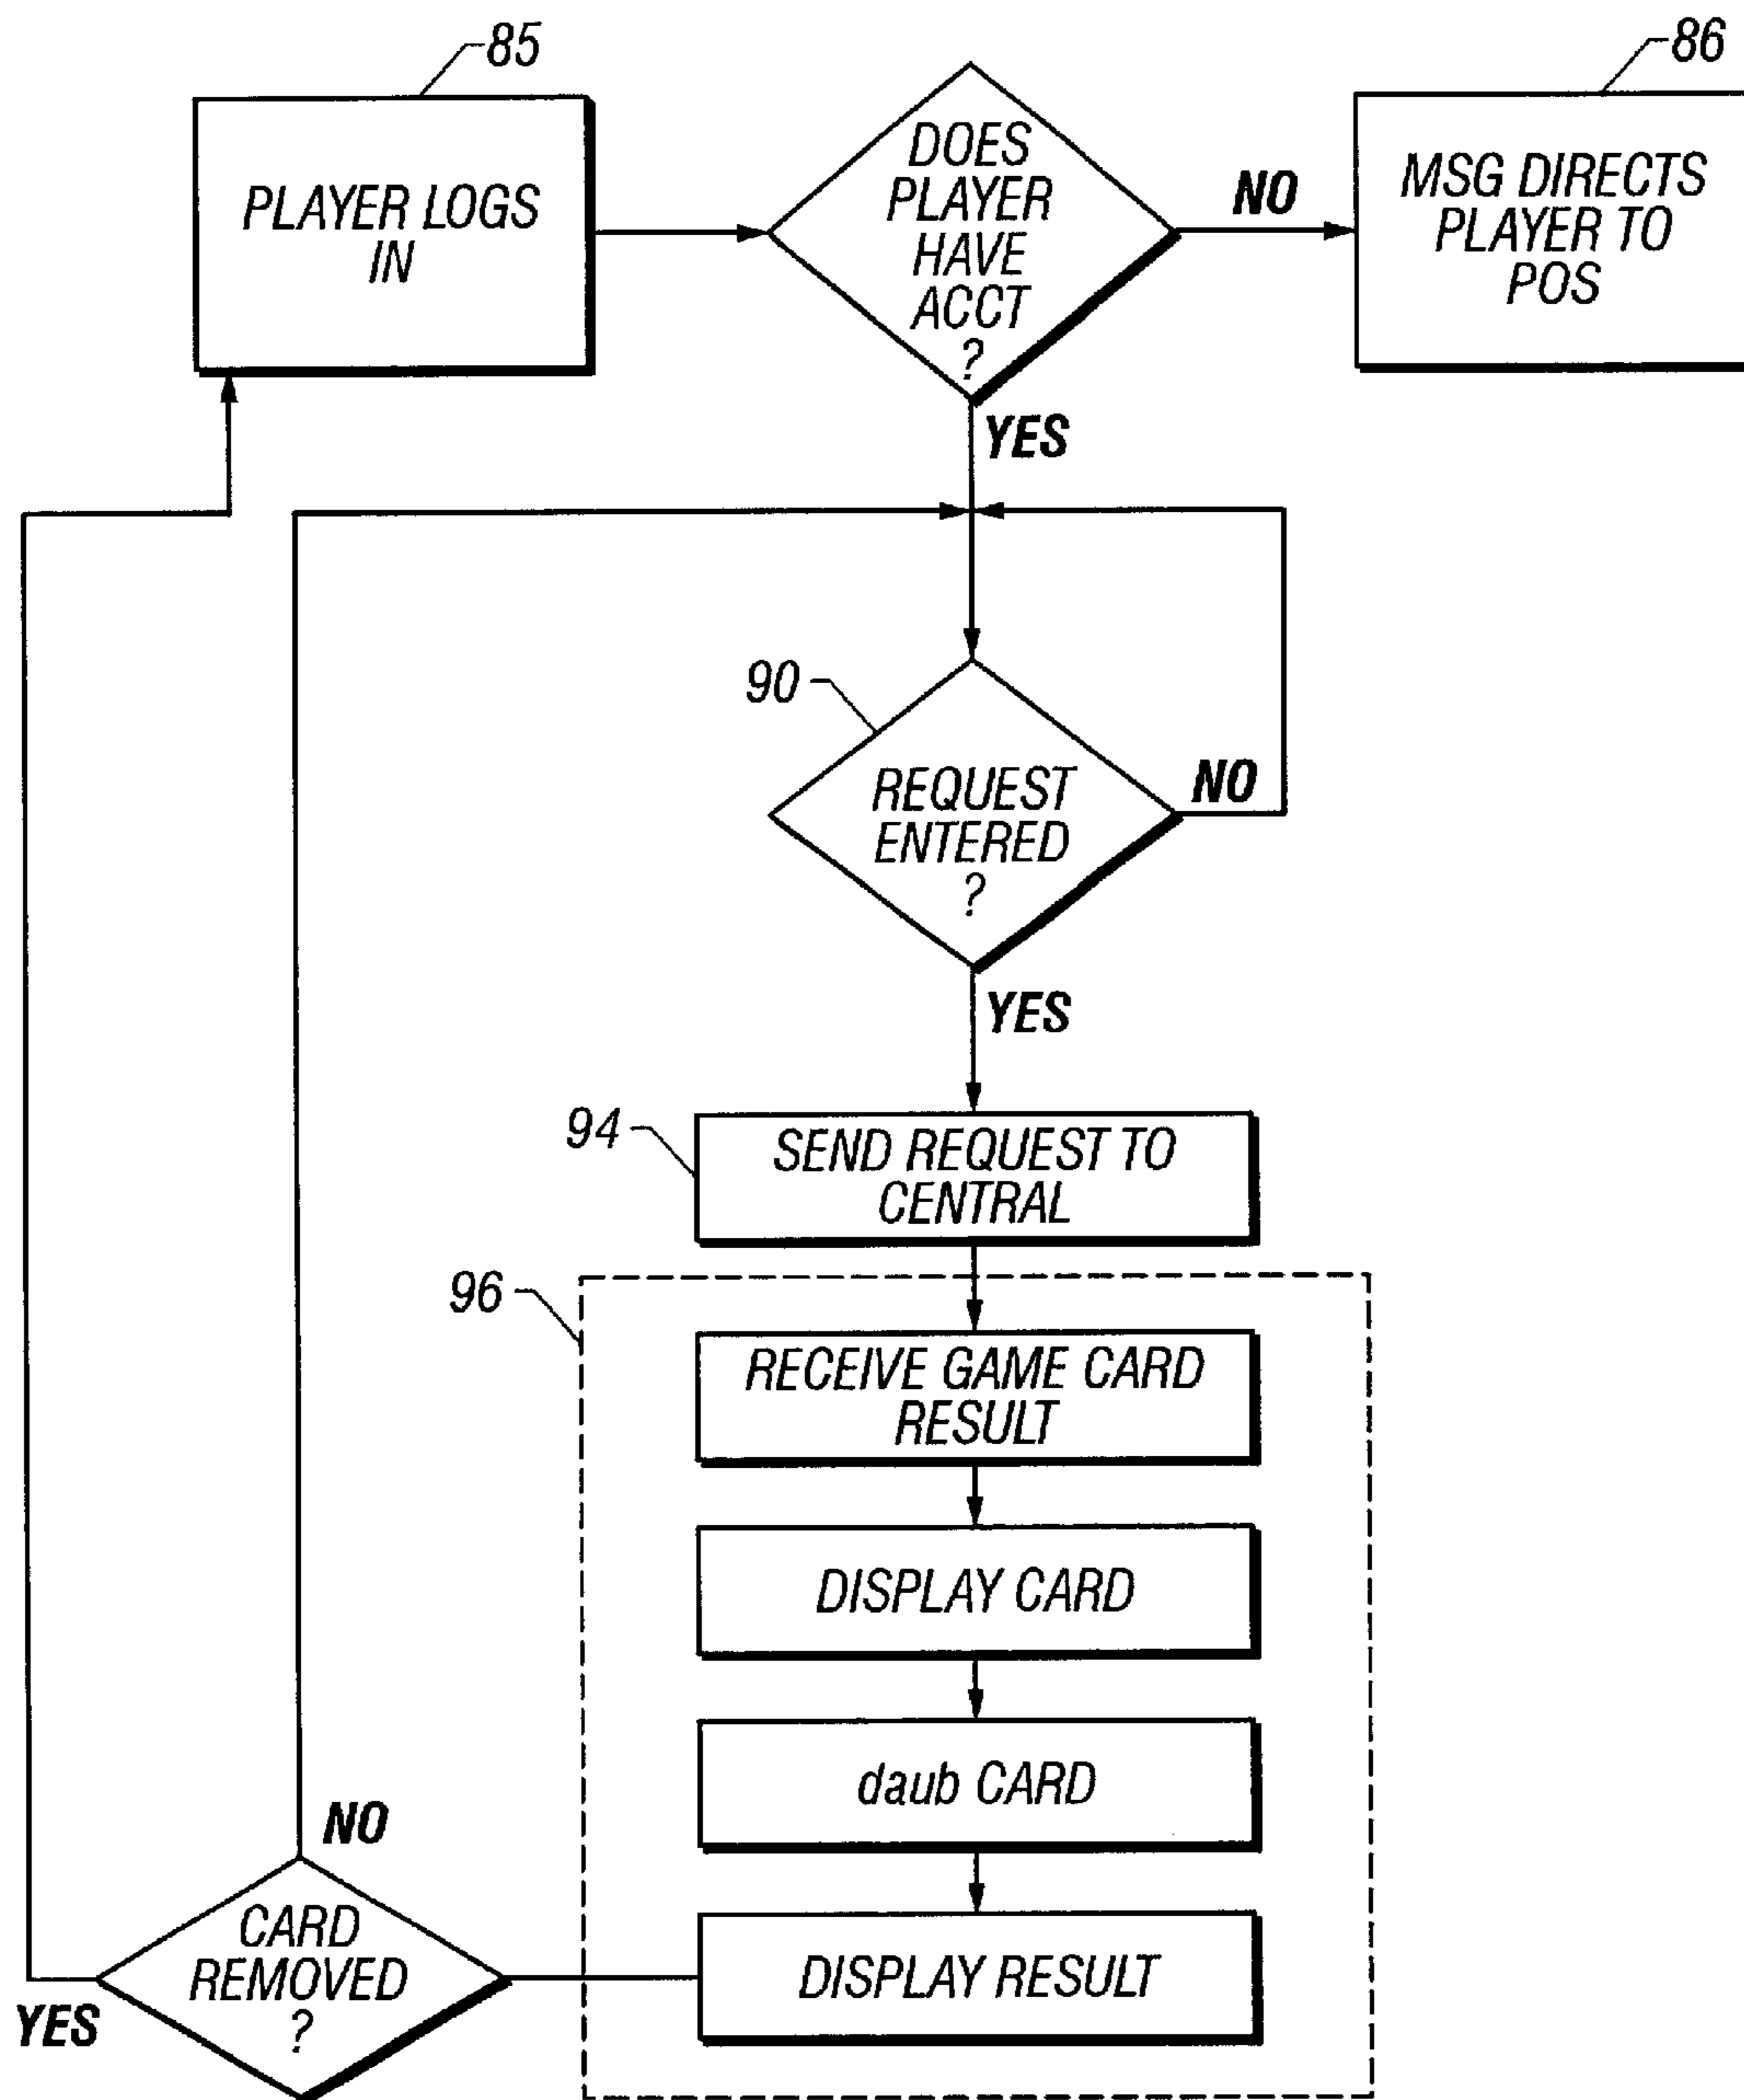 85
PLAYER LOGS
IN
DOES
PLAYER
HAVE
ACCT
?
NO
86
MSG DIRECTS
PLAYER TO
POS
YES
90
REQUEST
ENTERED
?
NO
YES
94
SEND REQUEST TO
CENTRAL
96
RECEIVE GAME CARD
RESULT
DISPLAY CARD
daub CARD
DISPLAY RESULT
NO
CARD
REMOVED
?
YES